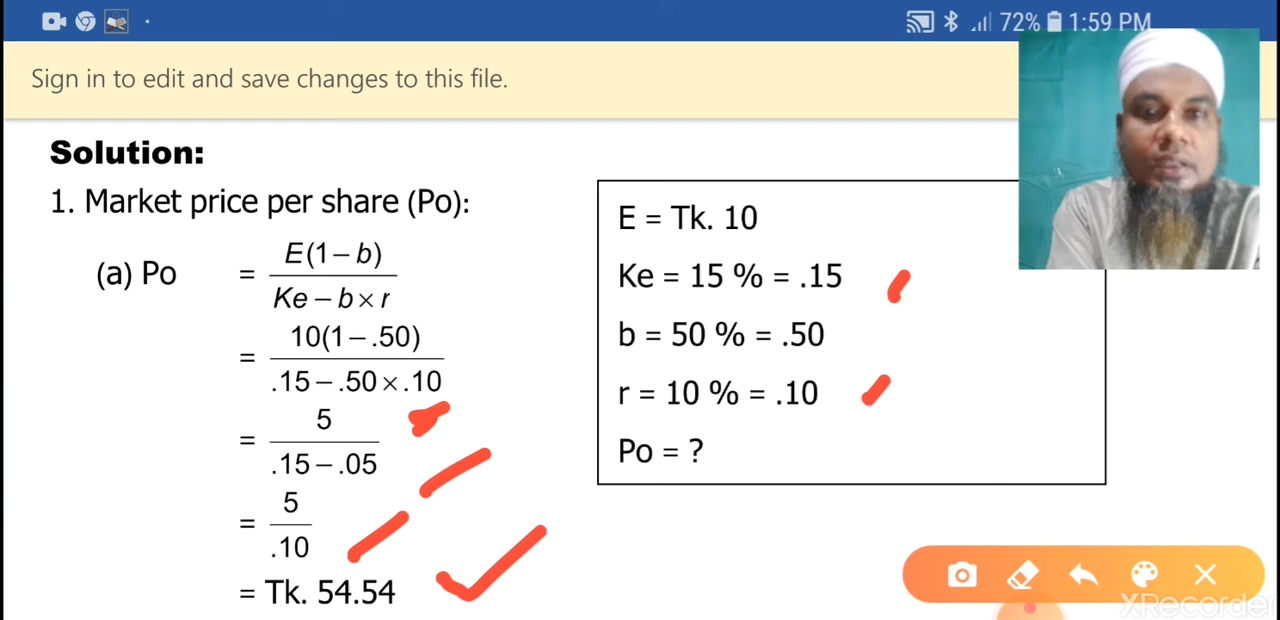 72% 1:59 PM
Sign in to edit and save changes to this file.
Solution:
1. Market price per share (Po):
(a) Po = E(1 – b) / Ke – b × r
= 10(1 – .50) / .15 – .50 × .10
= 5 / .15 – .05
= 5 / .10
= Tk. 54.54
E = Tk. 10
Ke = 15 % = .15
b = 50 % = .50
r = 10 % = .10
Po = ?
XRecorder